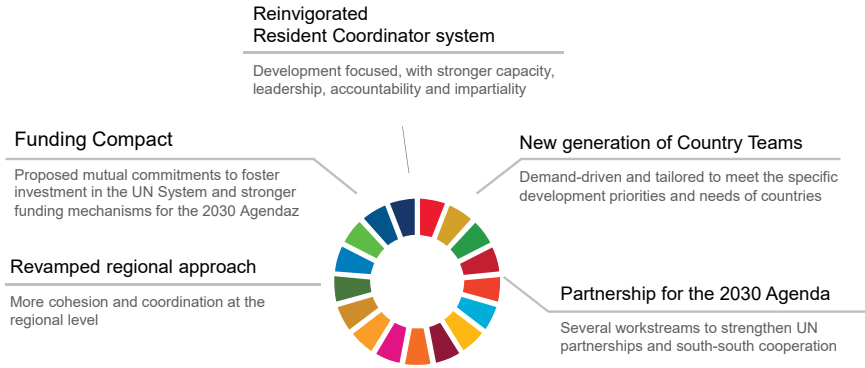 Reinvigorated
Resident Coordinator system
Development focused, with stronger capacity,
leadership, accountability and impartiality
Funding Compact
Proposed mutual commitments to foster
investment in the UN System and stronger
funding mechanisms for the 2030 Agendaz
New generation of Country Teams
Demand-driven and tailored to meet the specific
development priorities and needs of countries
Revamped regional approach
More cohesion and coordination at the
regional level
Partnership for the 2030 Agenda
Several workstreams to strengthen UN
partnerships and south-south cooperation